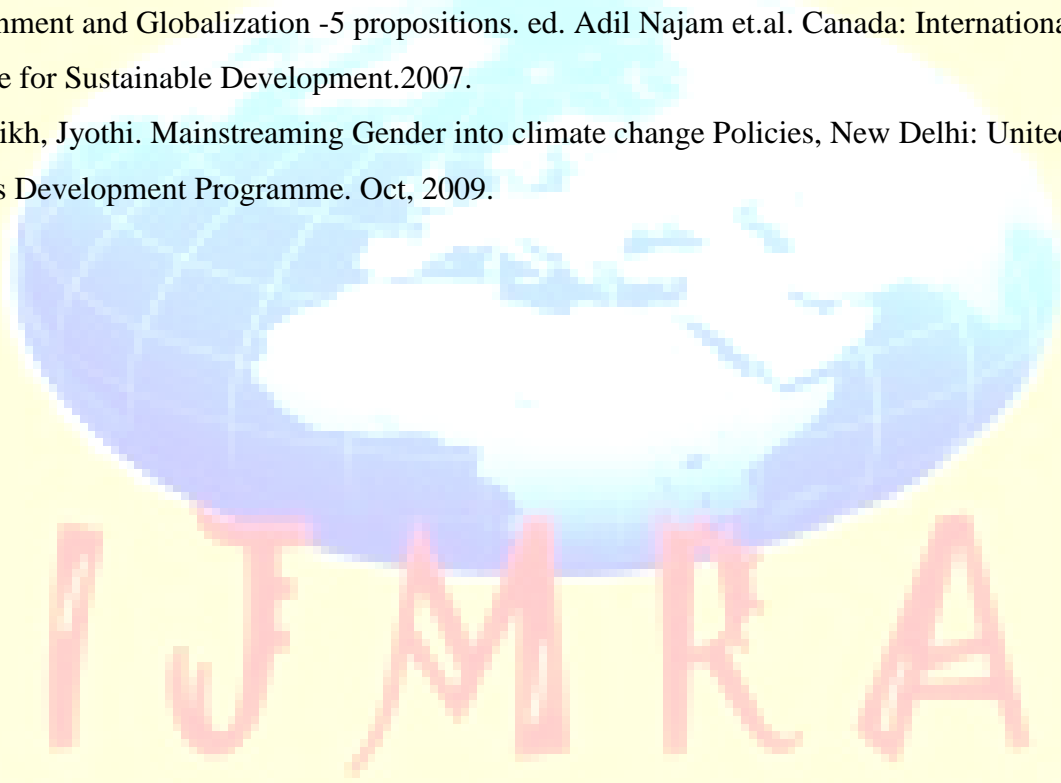 nment and Globalization -5 propositions. ed. Adil Najam et.al. Canada: Internationa
e for Sustainable Development.2007.
ikh, Jyothi. Mainstreaming Gender into climate change Policies, New Delhi: United
s Development Programme. Oct, 2009.
IJMRA